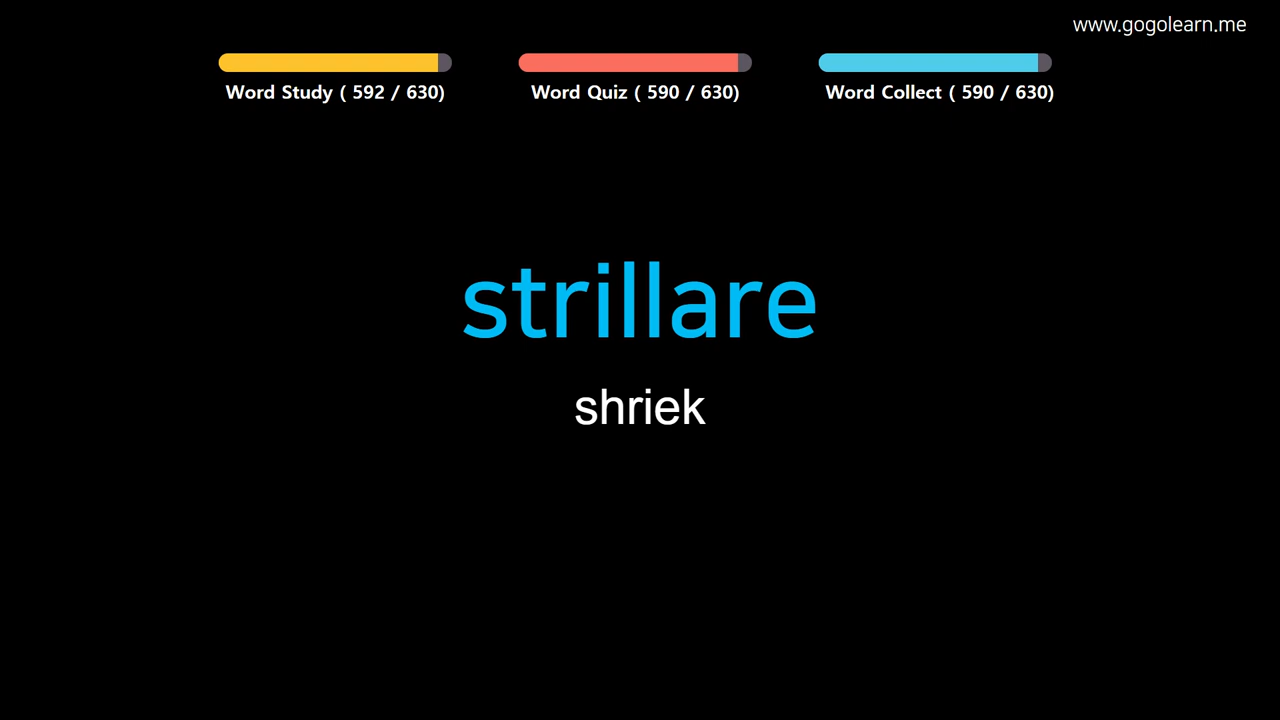 www.gogolearn.me
Word Study ( 592 / 630)
Word Quiz ( 590 / 630)
Word Collect ( 590 / 630)
strillare
shriek